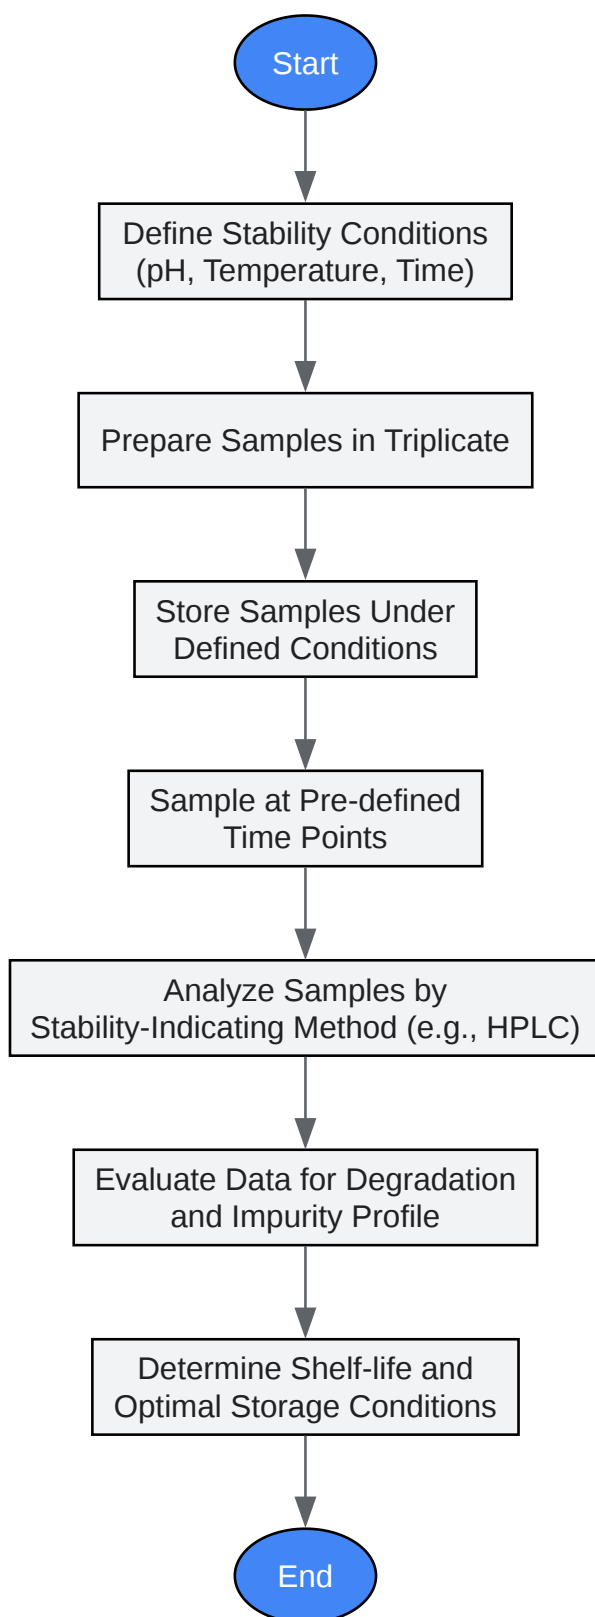 Start
Define Stability Conditions
(pH, Temperature, Time)
Prepare Samples in Triplicate
Store Samples Under
Defined Conditions
Sample at Pre-defined
Time Points
Analyze Samples by
Stability-Indicating Method (e.g., HPLC)
Evaluate Data for Degradation
and Impurity Profile
Determine Shelf-life and
Optimal Storage Conditions
End